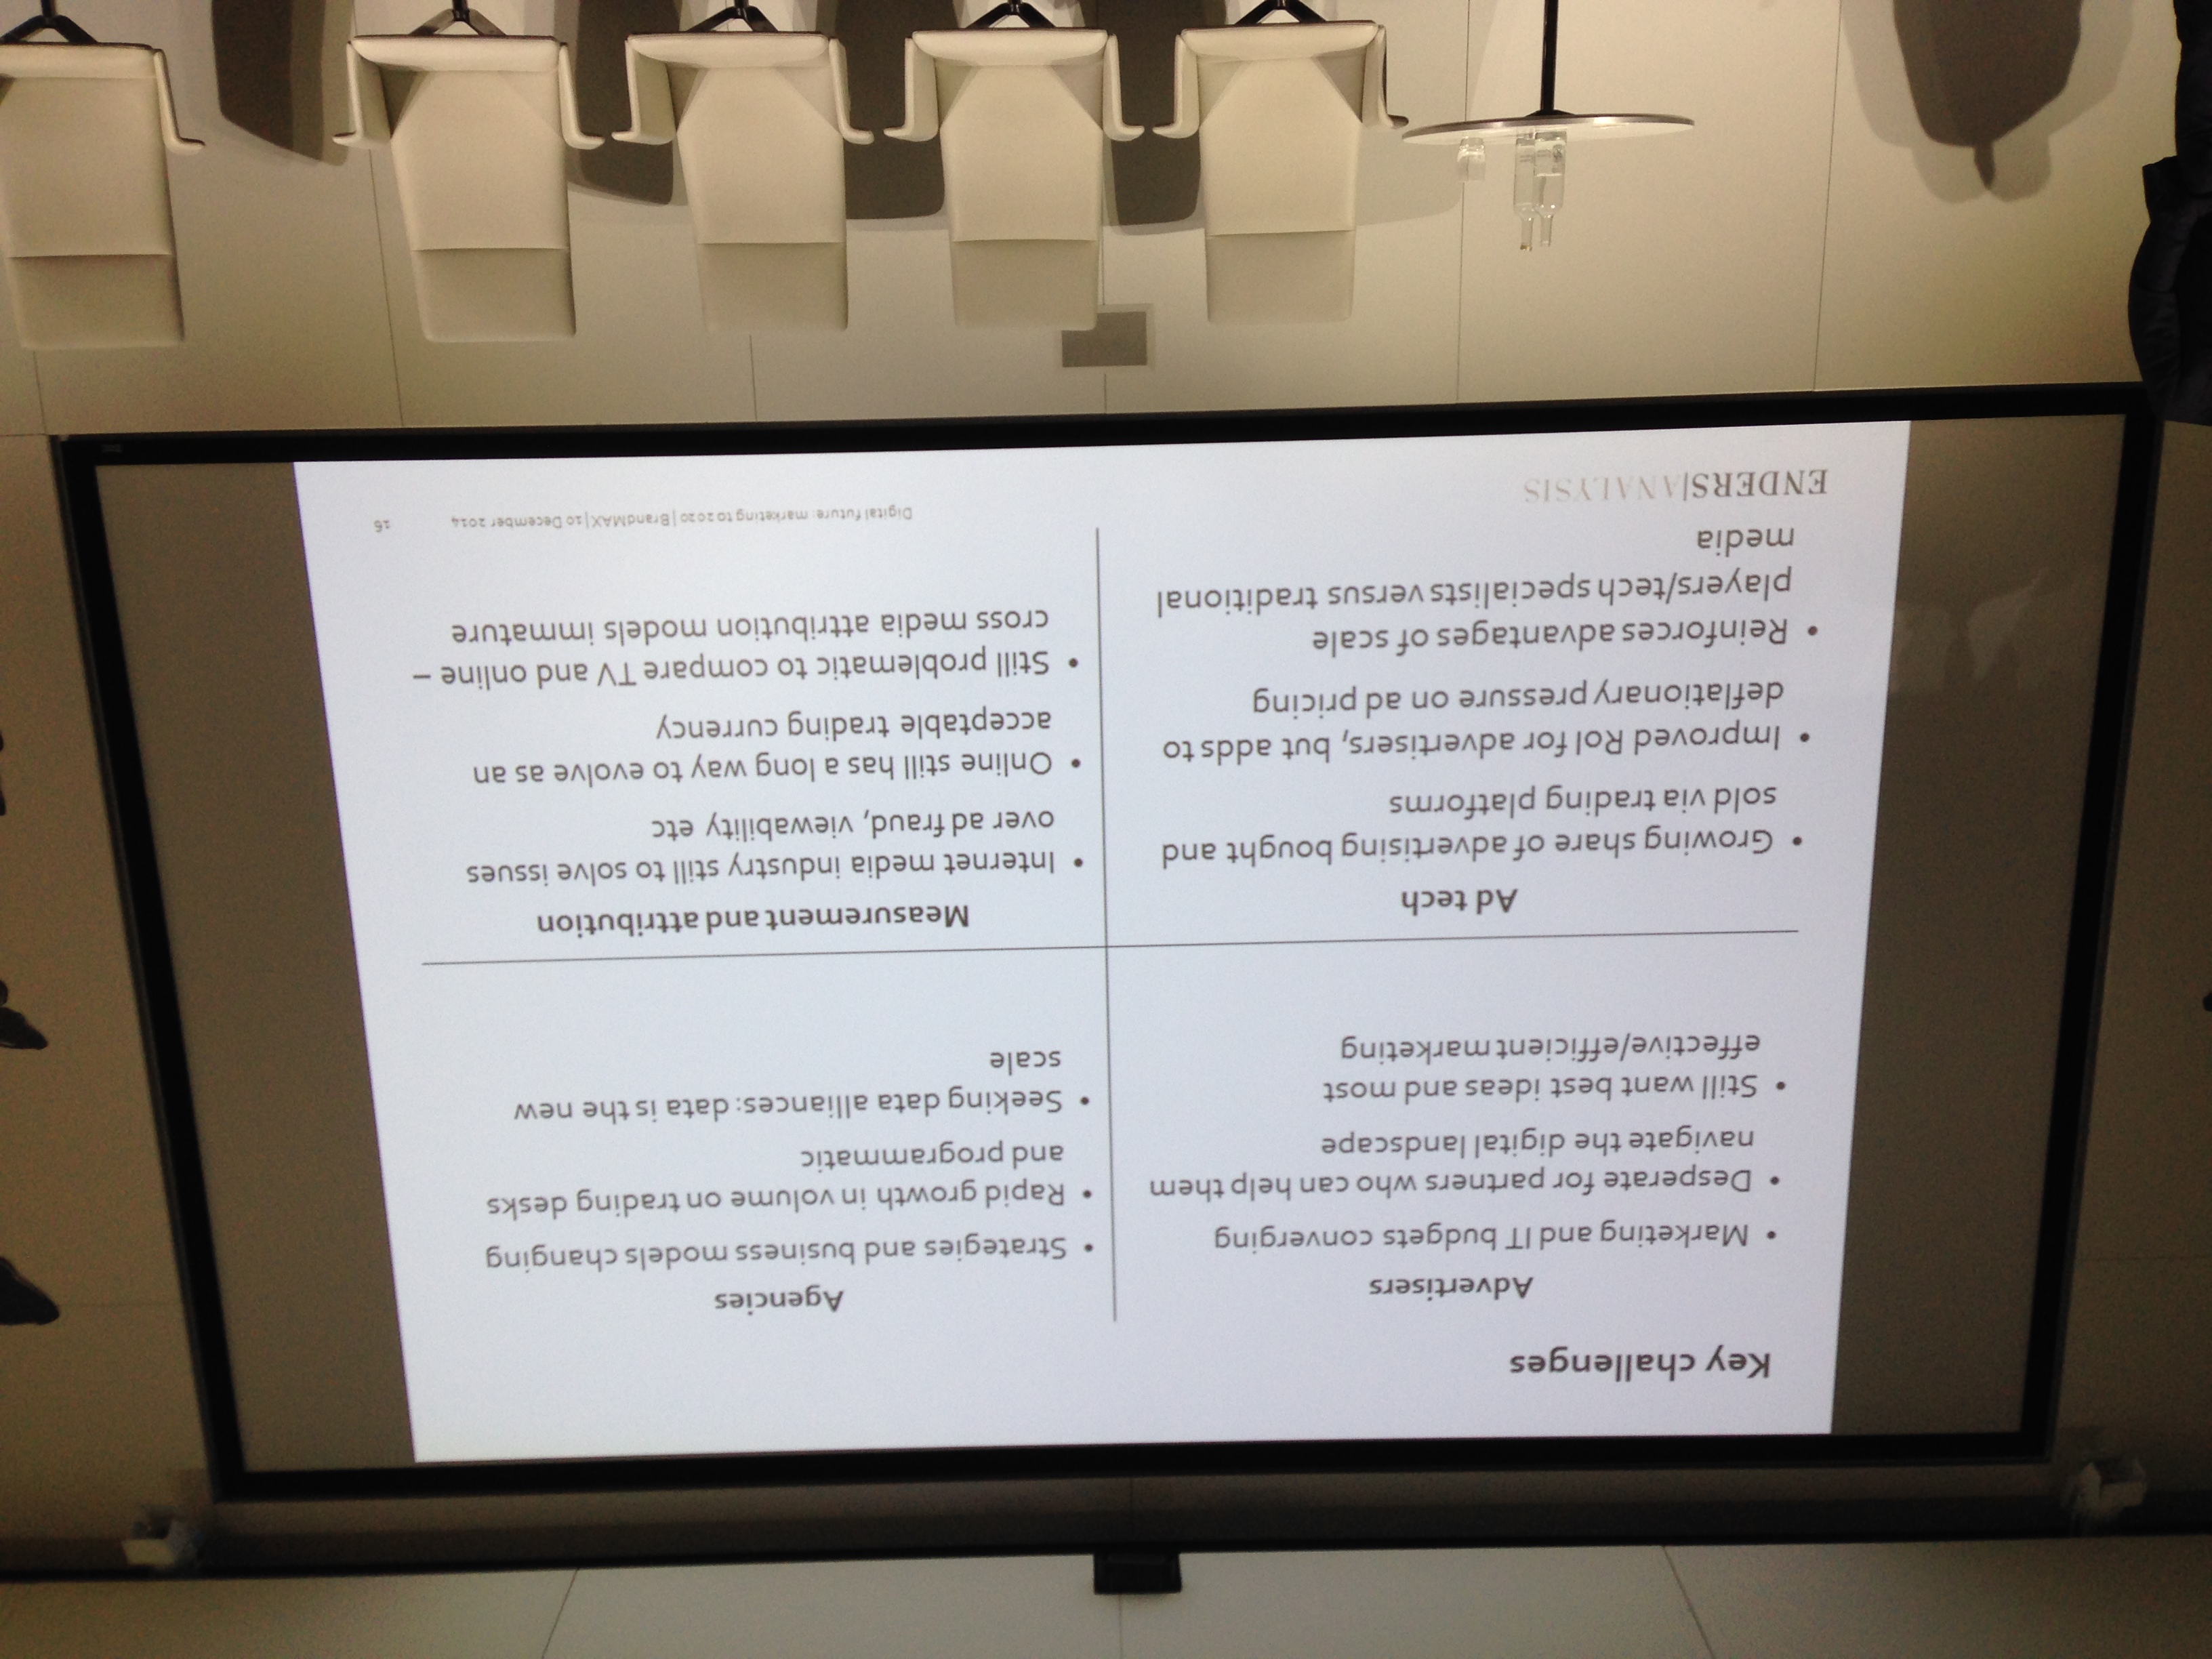 Key challenges
Advertisers
• Marketing and IT budgets converging
• Desperate for partners who can help them
navigate the digital landscape
• Still want best ideas and most
effective/efficient marketing
Agencies
• Strategies and business models changing
• Rapid growth in volume on trading desks
and programmatic
• Seeking data alliances: data is the new
scale
Ad tech
• Growing share of advertising bought and
sold via trading platforms
• Improved RoI for advertisers, but adds to
deflationary pressure on ad pricing
• Reinforces advantages of scale
players/tech specialists versus traditional
media
Measurement and attribution
• Internet media industry still to solve issues
over ad fraud, viewability etc
• Online still has a long way to evolve as an
acceptable trading currency
• Still problematic to compare TV and online –
cross media attribution models immature
ENDERS|ANALYSIS
Digital future: marketing to 2020 | BrandMAX | 10 December 2014
16